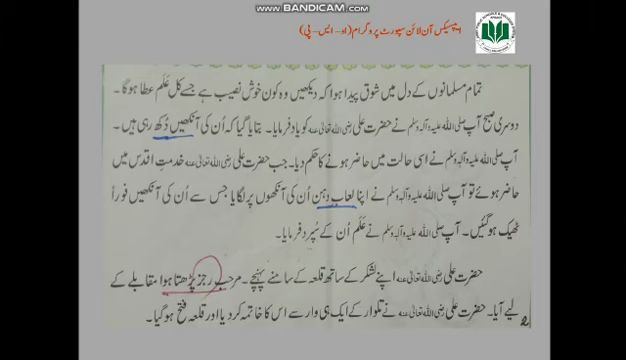 www.BANDICAM.com
ایپسیکس آن لائن سپورٹ پروگرام (او-ایس-پی)
تمام مسلمانوں کے دل میں شوق پیدا ہوا کہ دیکھیں وہ کون خوش نصیب ہے جسے کل عَلَم عطا ہوگا۔
دوسری صبح آپ صلی اللہ علیہ وآلہ وسلم نے حضرت علی رضی اللہ تعالیٰ عنہ کو یاد فرمایا۔ بتایا گیا کہ اُن کی آنکھیں دُکھ رہی ہیں۔
آپ صلی اللہ علیہ وآلہ وسلم نے اسی حالت میں حاضر ہونے کا حکم دیا۔ جب حضرت علی رضی اللہ تعالیٰ عنہ خدمتِ اقدس میں
حاضر ہوئے تو آپ صلی اللہ علیہ وآلہ وسلم نے اپنا لعابِ دہن اُن کی آنکھوں پر لگایا جس سے اُن کی آنکھیں فوراً
ٹھیک ہوگئیں۔ آپ صلی اللہ علیہ وآلہ وسلم نے عَلَم اُن کے سُپرد فرمایا۔
حضرت علی رضی اللہ تعالیٰ عنہ اپنے لشکر کے ساتھ قلعہ کے سامنے پہنچے۔ مرحب رجز پڑھتا ہوا مقابلے کے
لیے آیا۔ حضرت علی رضی اللہ تعالیٰ عنہ نے تلوار کے ایک ہی وار سے اس کا خاتمہ کر دیا اور قلعہ فتح ہوگیا۔